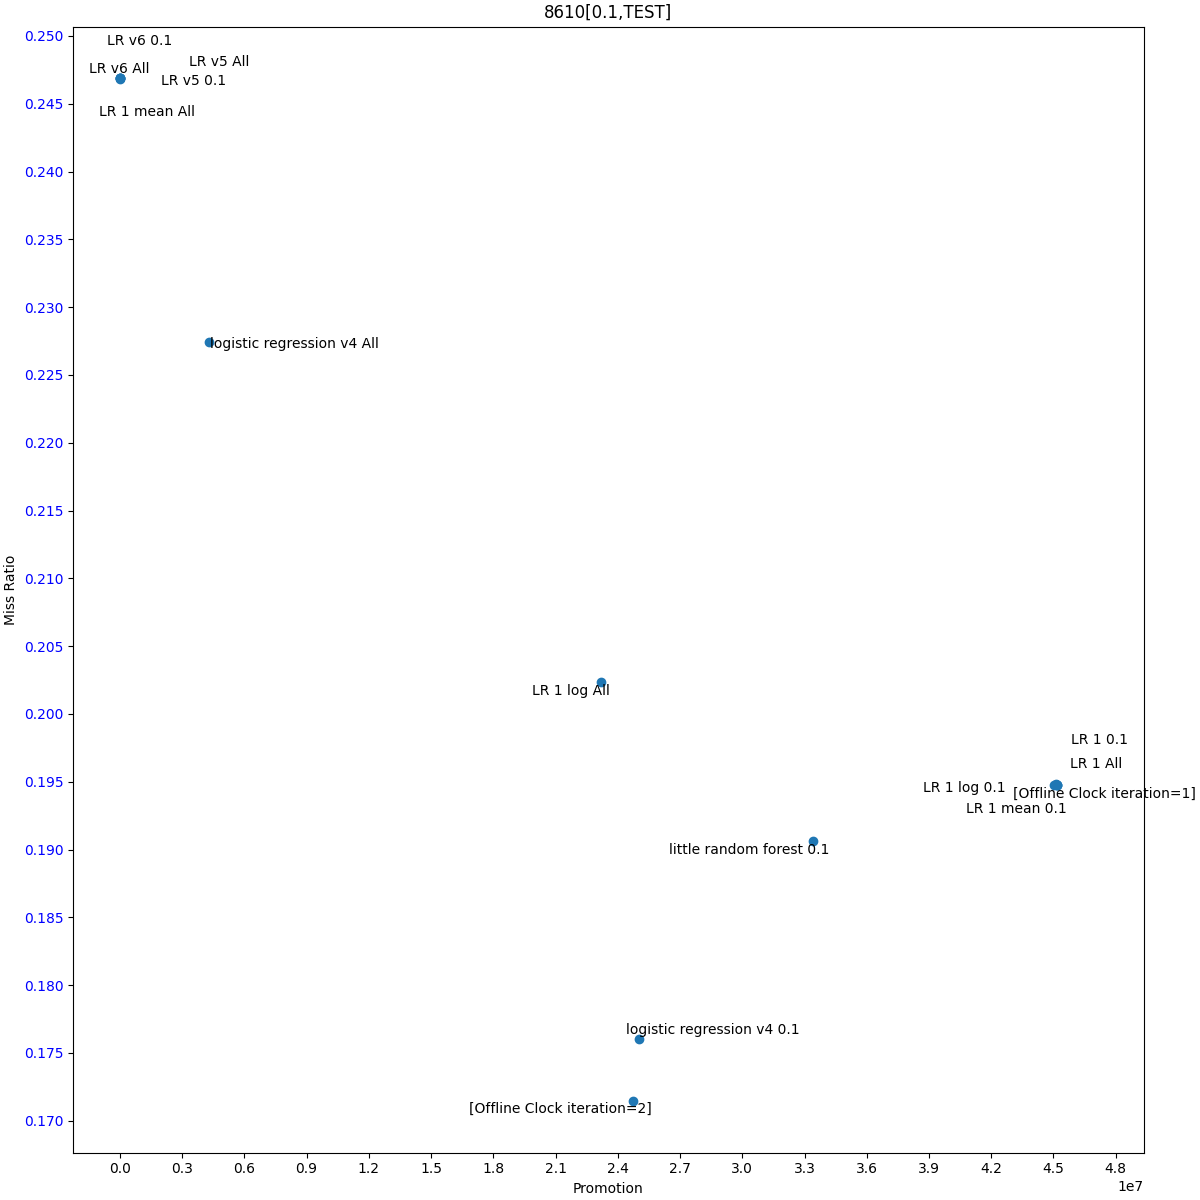 8610[0.1,TEST]
0.250
LR v6 0.1
LR v5 All
LR v6 All
LR v5 0.1
0.245
LR 1 mean All
0.240
0.235
0.230
logistic regression v4 All
0.225
0.220
0.215
0.210
Miss Ratio
0.205
LR 1 log All
0.200
LR 1 0.1
LR 1 All
0.195
LR 1 log 0.1
[Offline Clock iteration=1]
LR 1 mean 0.1
0.190
little random forest 0.1
0.185
0.180
logistic regression v4 0.1
0.175
[Offline Clock iteration=2]
0.170
0.0 0.3 0.6 0.9 1.2 1.5 1.8 2.1 2.4 2.7 3.0 3.3 3.6 3.9 4.2 4.5 4.8
1e7
Promotion